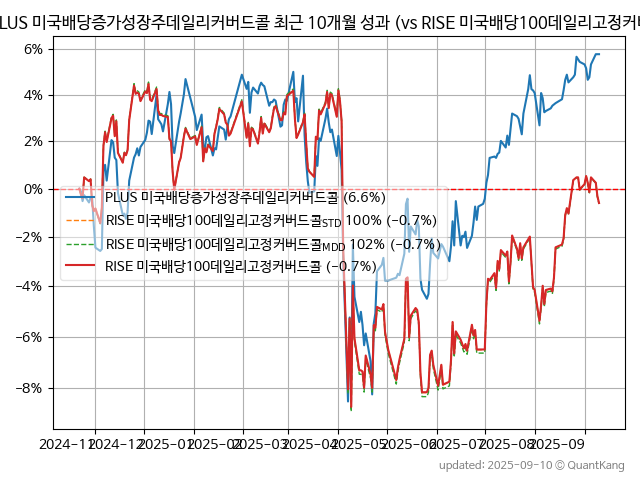 PLUS 미국배당증가성장주데일리커버드콜 최근 10개월 성과 (vs RISE 미국배당100데일리고정커버
6%
4%
2%
0%
−2%
−4%
−6%
−8%
PLUS 미국배당증가성장주데일리커버드콜 (6.6%)
RISE 미국배당100데일리고정커버드콜STD 100% (−0.7%)
RISE 미국배당100데일리고정커버드콜MDD 102% (−0.7%)
RISE 미국배당100데일리고정커버드콜 (−0.7%)
2024-11 2024-12 2025-01 2025-02 2025-03 2025-04 2025-05 2025-06 2025-07 2025-08 2025-09
updated: 2025-09-10 © QuantKang